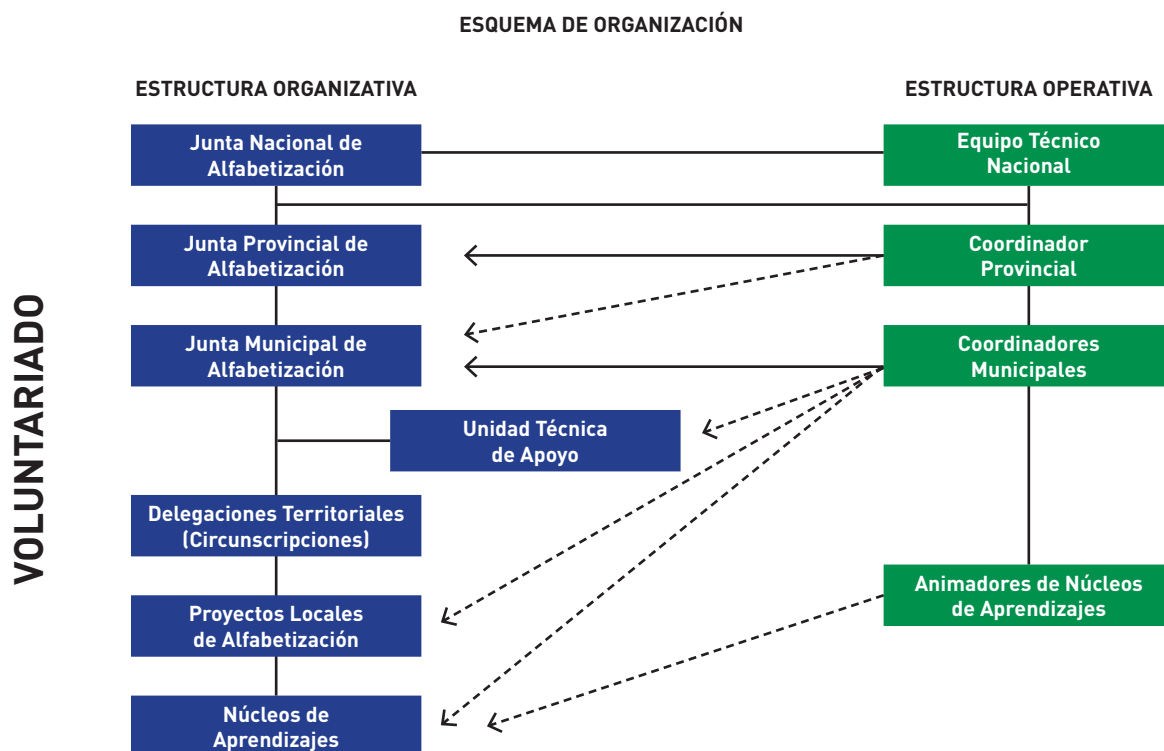 ESQUEMA DE ORGANIZACIÓN
ESTRUCTURA ORGANIZATIVA
ESTRUCTURA OPERATIVA
Junta Nacional de
Alfabetización
Equipo Técnico
Nacional
Junta Provincial de
Alfabetización
Coordinador
Provincial
Junta Municipal de
Alfabetización
Coordinadores
Municipales
Unidad Técnica
de Apoyo
Delegaciones Territoriales
(Circunscripciones)
Proyectos Locales
de Alfabetización
Animadores de Núcleos
de Aprendizajes
Núcleos de
Aprendizajes
VOLUNTARIADO